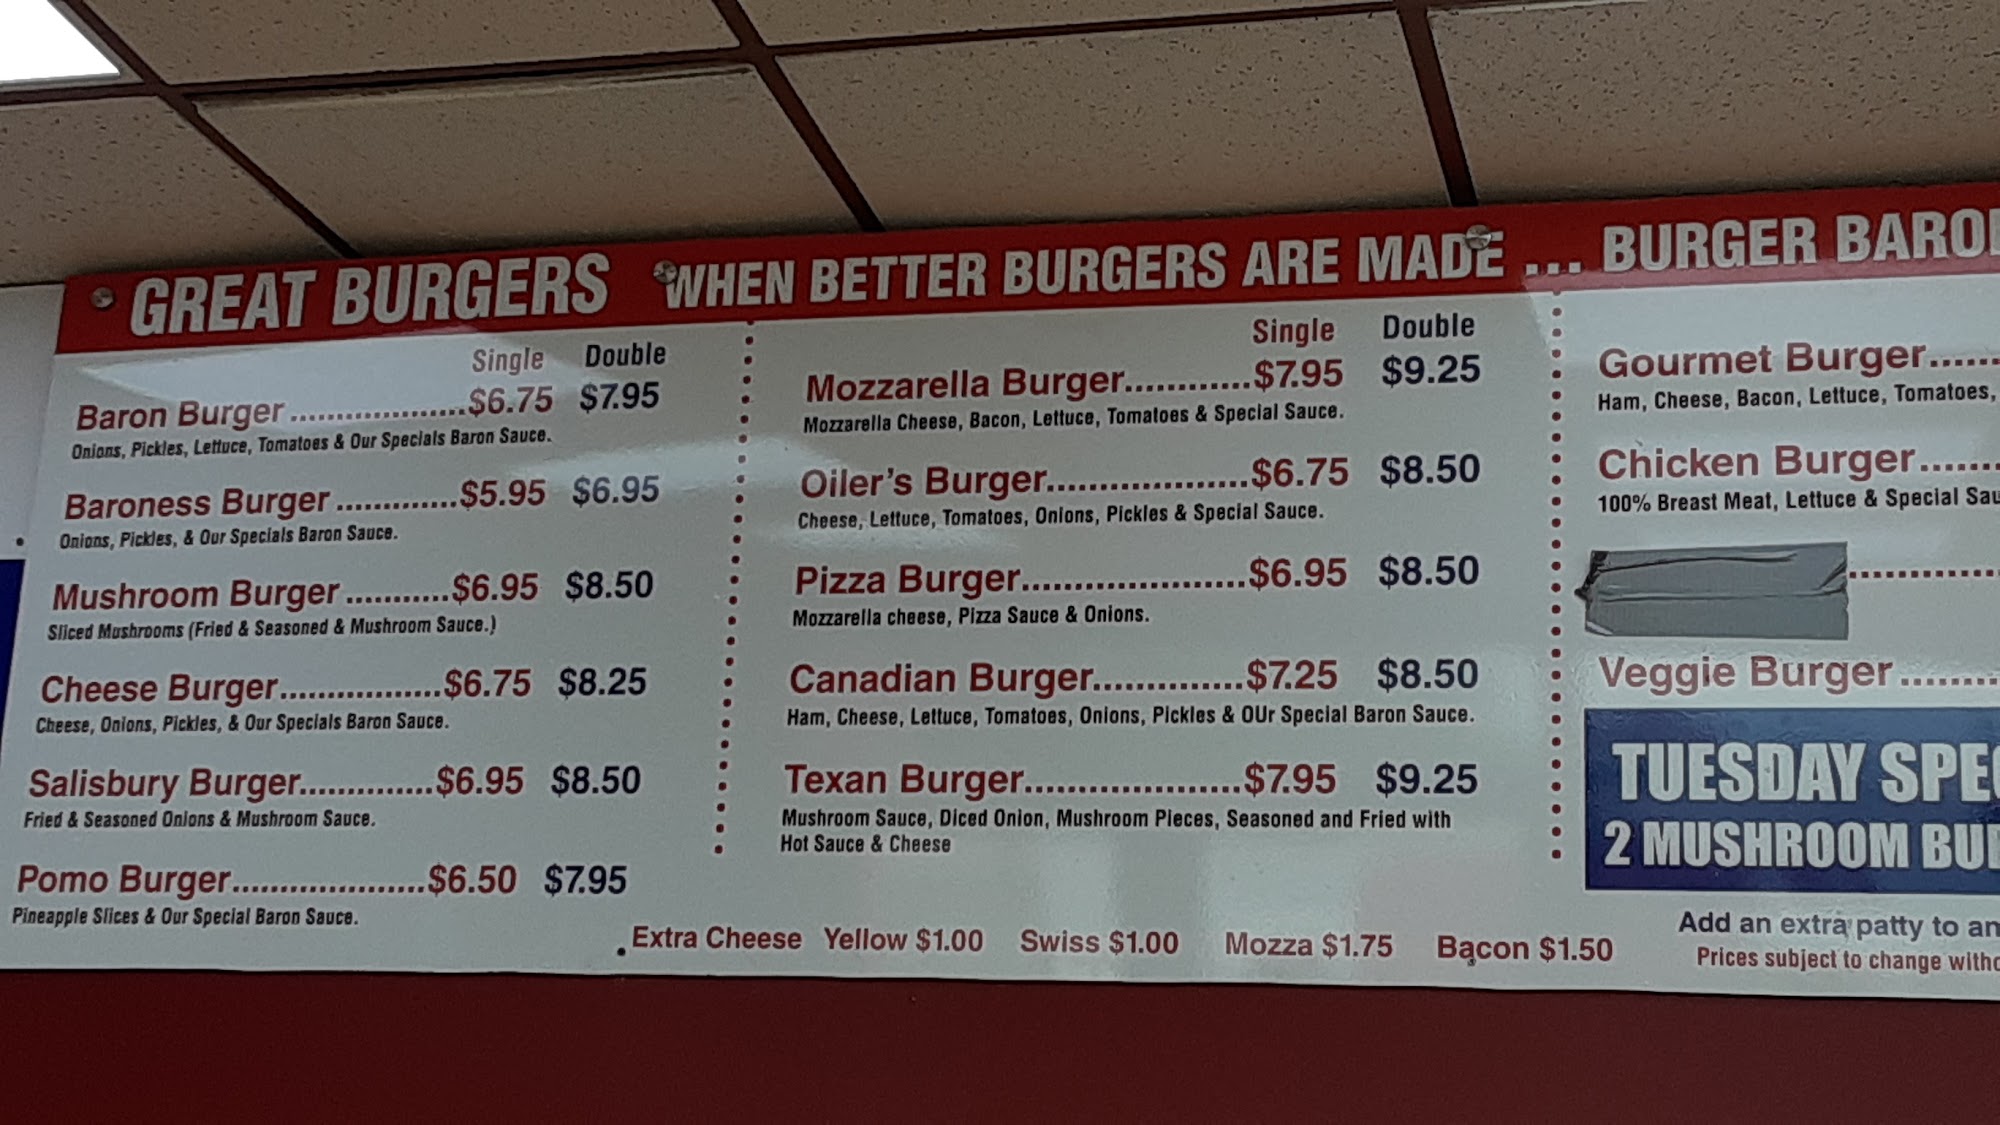 GREAT BURGERS WHEN BETTER BURGERS ARE MADE ... BURGER
Single Double
Baron Burger....................$6.75 $7.95
Onions, Pickles, Lettuce, Tomatoes & Our Specials Baron Sauce.
Baroness Burger............$5.95 $6.95
Onions, Pickles, & Our Specials Baron Sauce.
Mushroom Burger...........$6.95 $8.50
Sliced Mushrooms (Fried & Seasoned & Mushroom Sauce.)
Cheese Burger.................$6.75 $8.25
Cheese, Onions, Pickles, & Our Specials Baron Sauce.
Salisbury Burger..............$6.95 $8.50
Fried & Seasoned Onions & Mushroom Sauce.
Pomo Burger.....................$6.50 $7.95
Pineapple Slices & Our Special Baron Sauce.
Single Double
Mozzarella Burger............$7.95 $9.25
Mozzarella Cheese, Bacon, Lettuce, Tomatoes & Special Sauce.
Oiler's Burger...................$6.75 $8.50
Cheese, Lettuce, Tomatoes, Onions, Pickles & Special Sauce.
Pizza Burger.....................$6.95 $8.50
Mozzarella cheese, Pizza Sauce & Onions.
Canadian Burger..............$7.25 $8.50
Ham, Cheese, Lettuce, Tomatoes, Onions, Pickles & OUr Special Baron Sauce.
Texan Burger....................$7.95 $9.25
Mushroom Sauce, Diced Onion, Mushroom Pieces, Seasoned and Fried with
Hot Sauce & Cheese
Gourmet Burger......
Ham, Cheese, Bacon, Lettuce, Tomatoes,
Chicken Burger.......
100% Breast Meat, Lettuce & Special
Veggie Burger........
TUESDAY
2 MUSHROOM
Extra Cheese Yellow $1.00 Swiss $1.00 Mozza $1.75 Bacon $1.50
Add an extra patty to
Prices subject to change